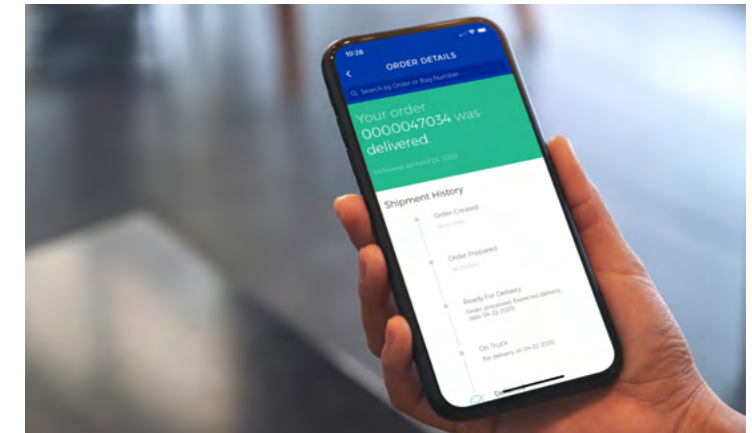 10:28
ORDER DETAILS
Search by Order or Bag Number
Your order
0000047034 was
delivered.
Delivered on April 23, 2020
Shipment History
Order Created
Order Prepared
Ready For Delivery
Order processed. Expected delivery
date 04-22-2020
On Truck
For delivery on 04-22-2020